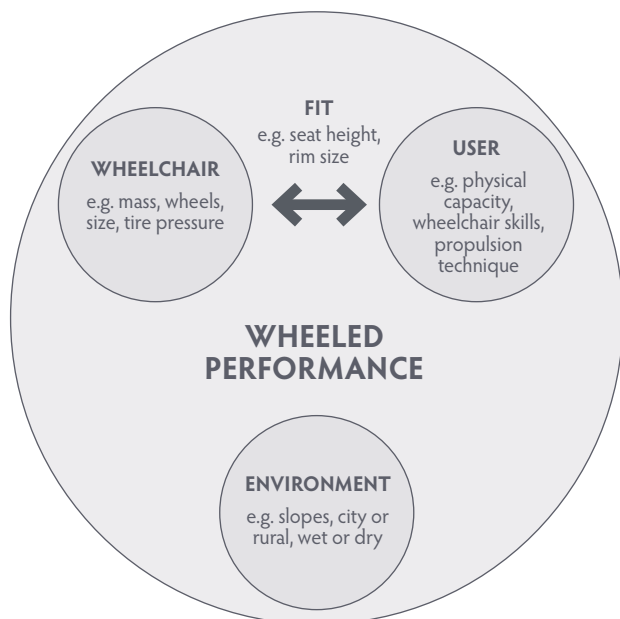 FIT
e.g. seat height,
rim size
WHEELCHAIR
e.g. mass, wheels,
size, tire pressure
USER
e.g. physical
capacity,
wheelchair skills,
propulsion
technique
WHEELED
PERFORMANCE
ENVIRONMENT
e.g. slopes, city or
rural, wet or dry